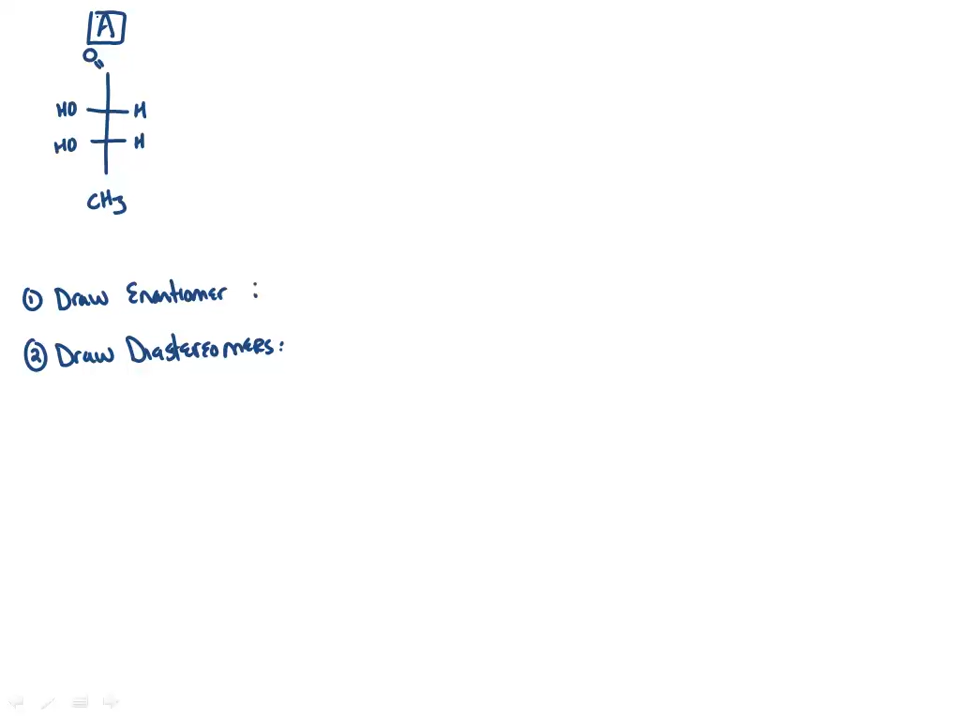 A
O
HO H
HO H
CH3
① Draw Enantiomer :
② Draw Diastereomers: